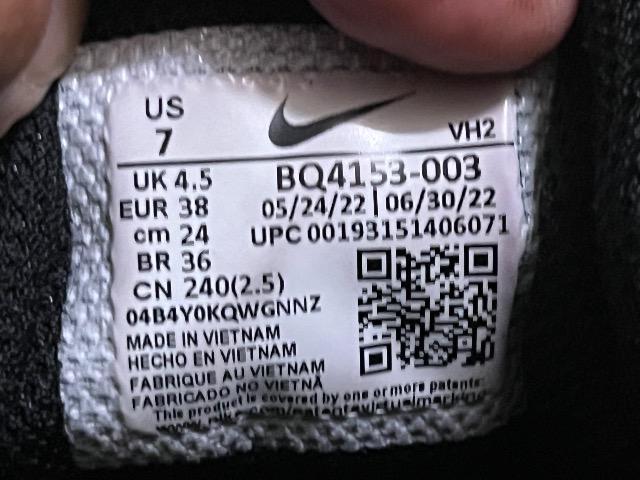 US
7
VH2
UK 4.5
BQ4153-003
EUR 38
05/24/22 | 06/30/22
cm 24
UPC 00193151406071
BR 36
CN 240(2.5)
04B4Y0KQWGNNZ
MADE IN VIETNAM
HECHO EN VIETNAM
FABRIQUE AU VIETNAM
FABRICADO NO VIETNÃ
This product is covered by one or more patents